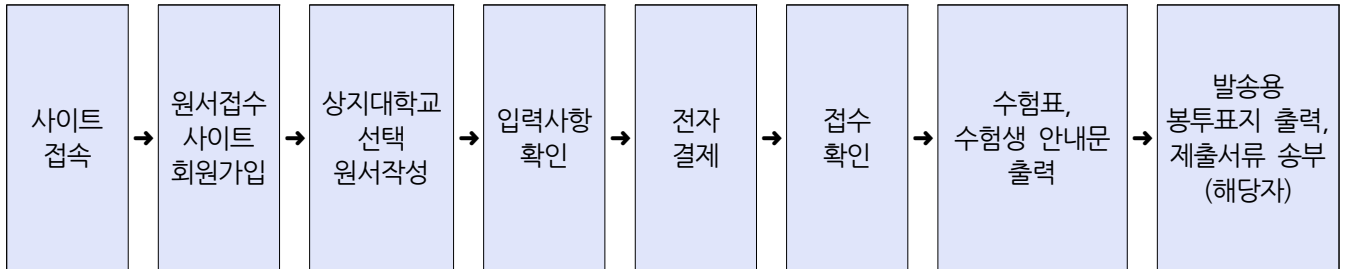 사이트
접속
➜
원서접수
사이트
회원가입
➜
상지대학교
선택
원서작성
➜
입력사항
확인
➜
전자
결제
➜
접수
확인
➜
수험표,
수험생 안내문
출력
➜
발송용
봉투표지 출력,
제출서류 송부
(해당자)